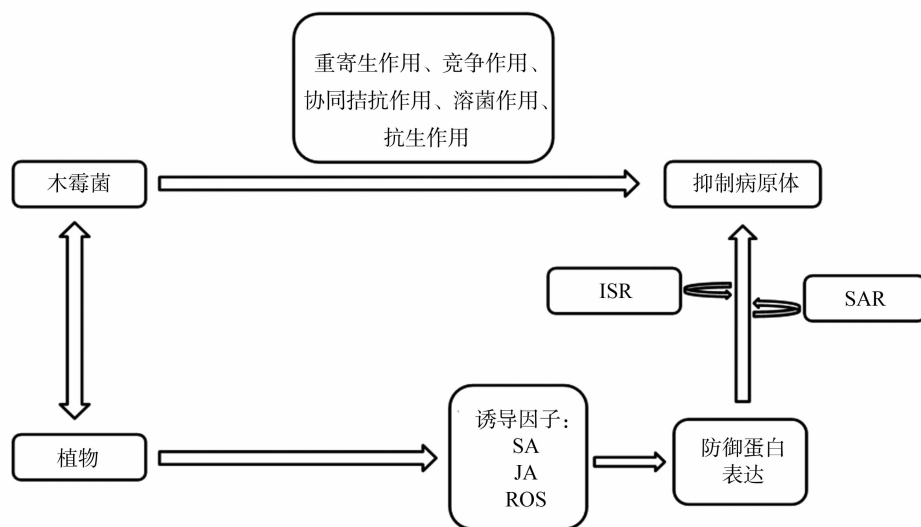 重寄生作用、竞争作用、
协同拮抗作用、溶菌作用、
抗生作用
木霉菌
抑制病原体
ISR
SAR
植物
诱导因子：
SA
JA
ROS
防御蛋白
表达